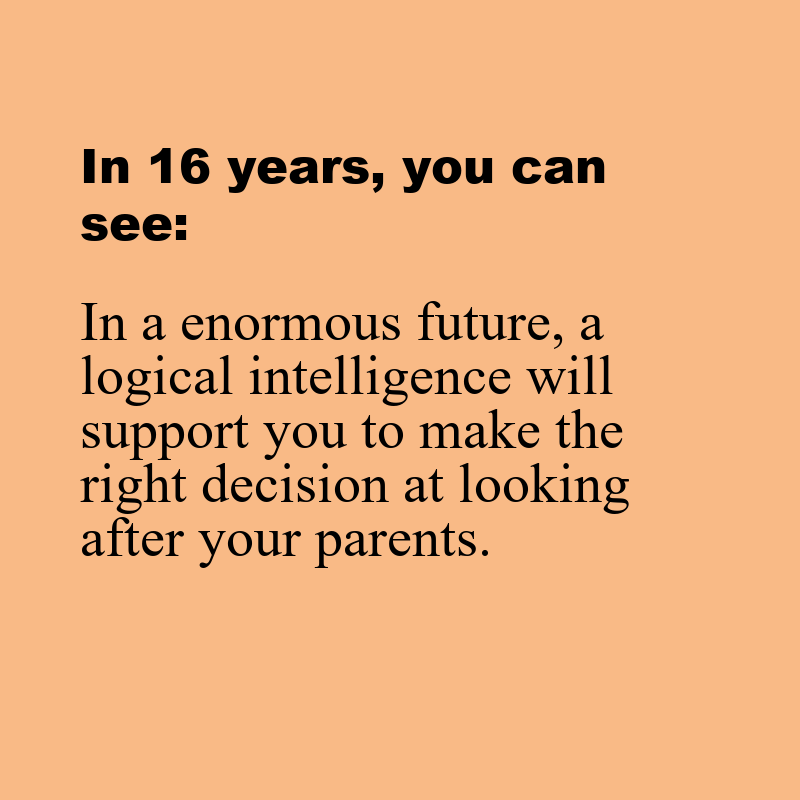 In 16 years, you can
see:
In a enormous future, a
logical intelligence will
support you to make the
right decision at looking
after your parents.